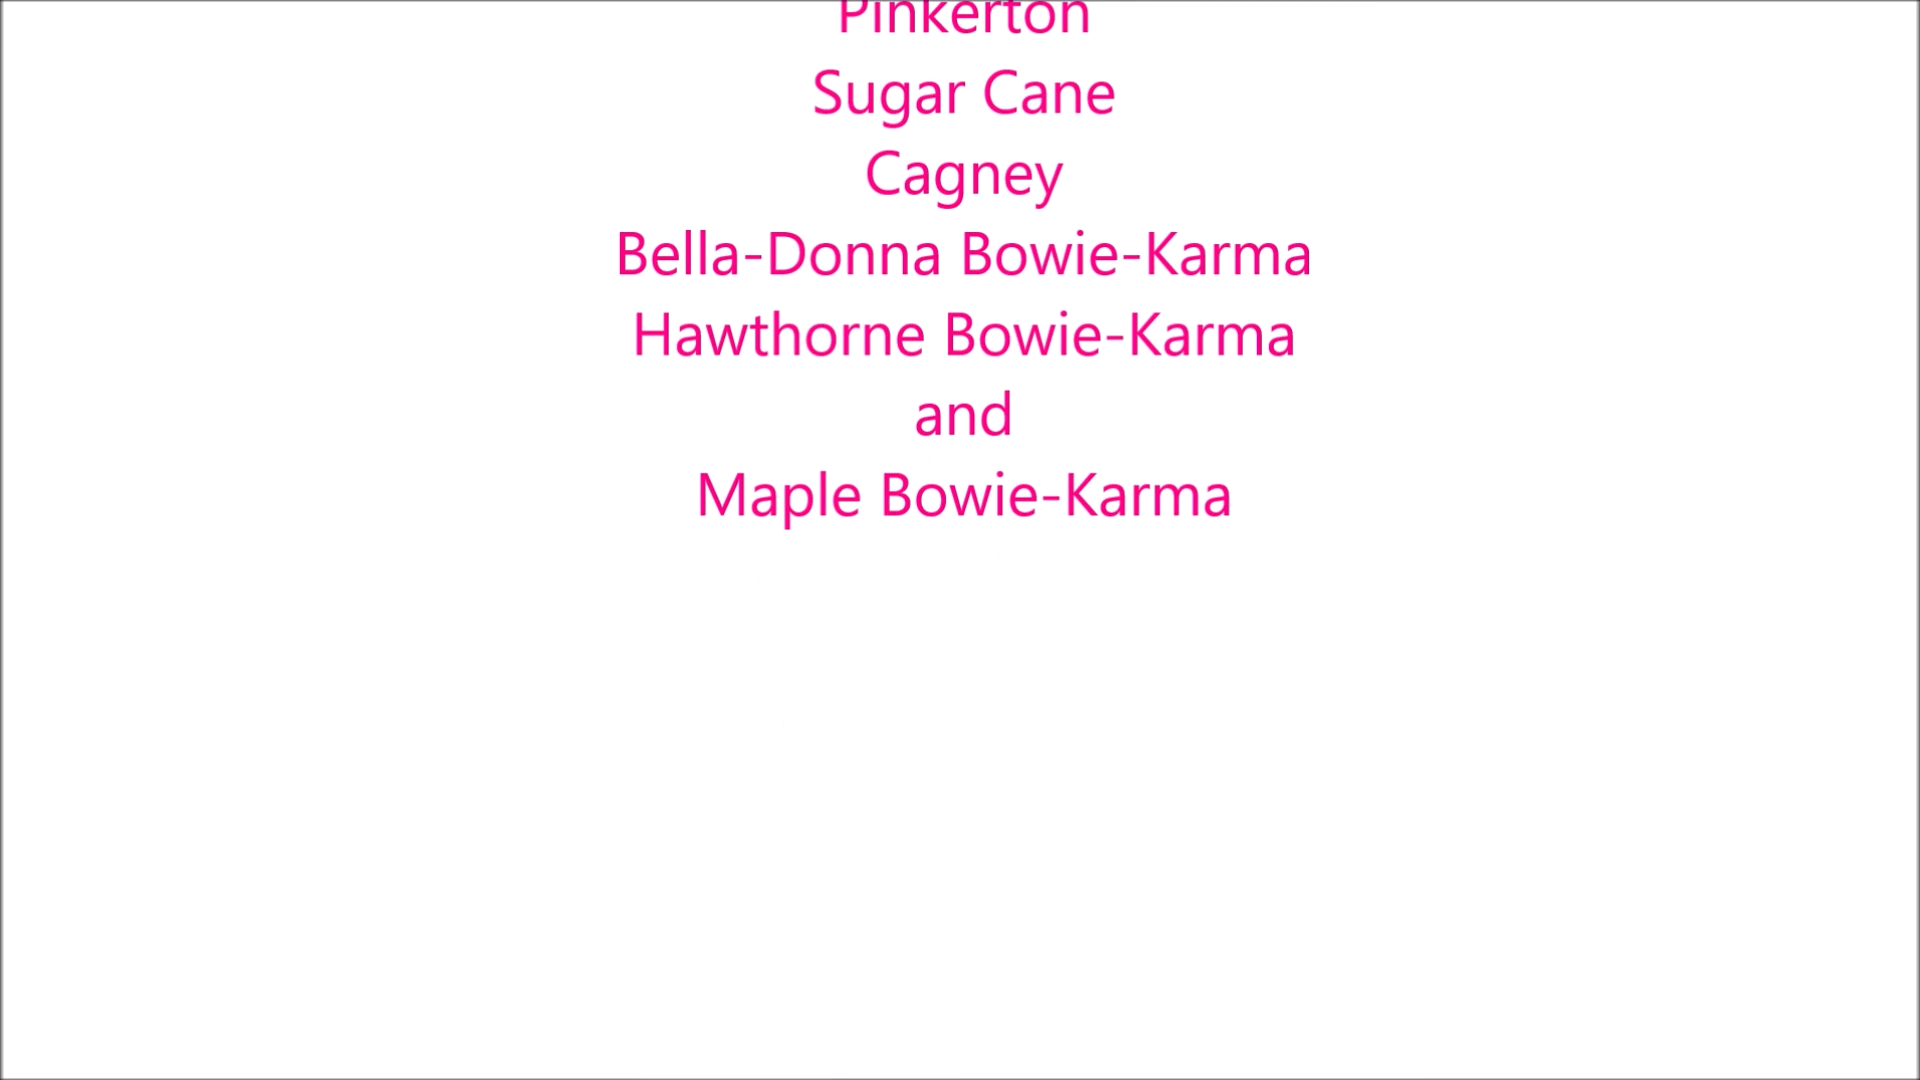 Pinkerton
Sugar Cane
Cagney
Bella-Donna Bowie-Karma
Hawthorne Bowie-Karma
and
Maple Bowie-Karma